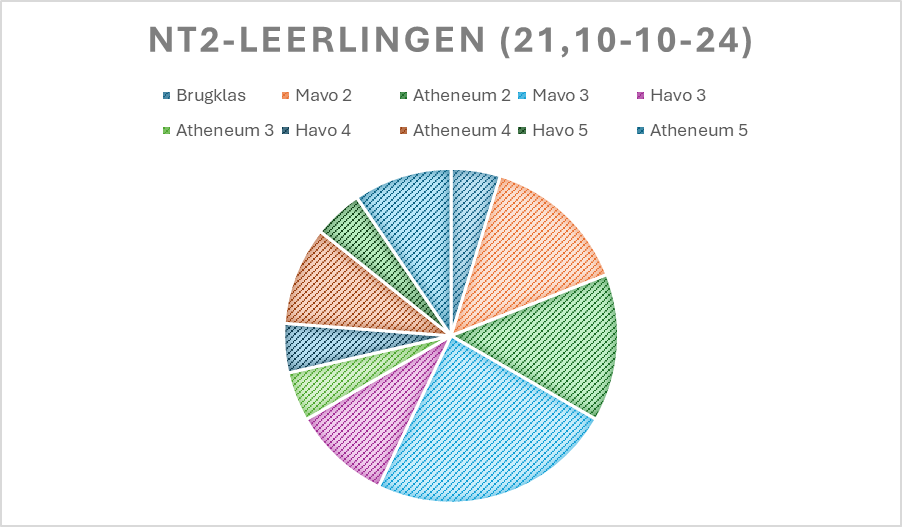 NT2-LEERLINGEN (21,10-10-24)
Brugklas Mavo 2 Atheneum 2 Mavo 3 Havo 3
Atheneum 3 Havo 4 Atheneum 4 Havo 5 Atheneum 5